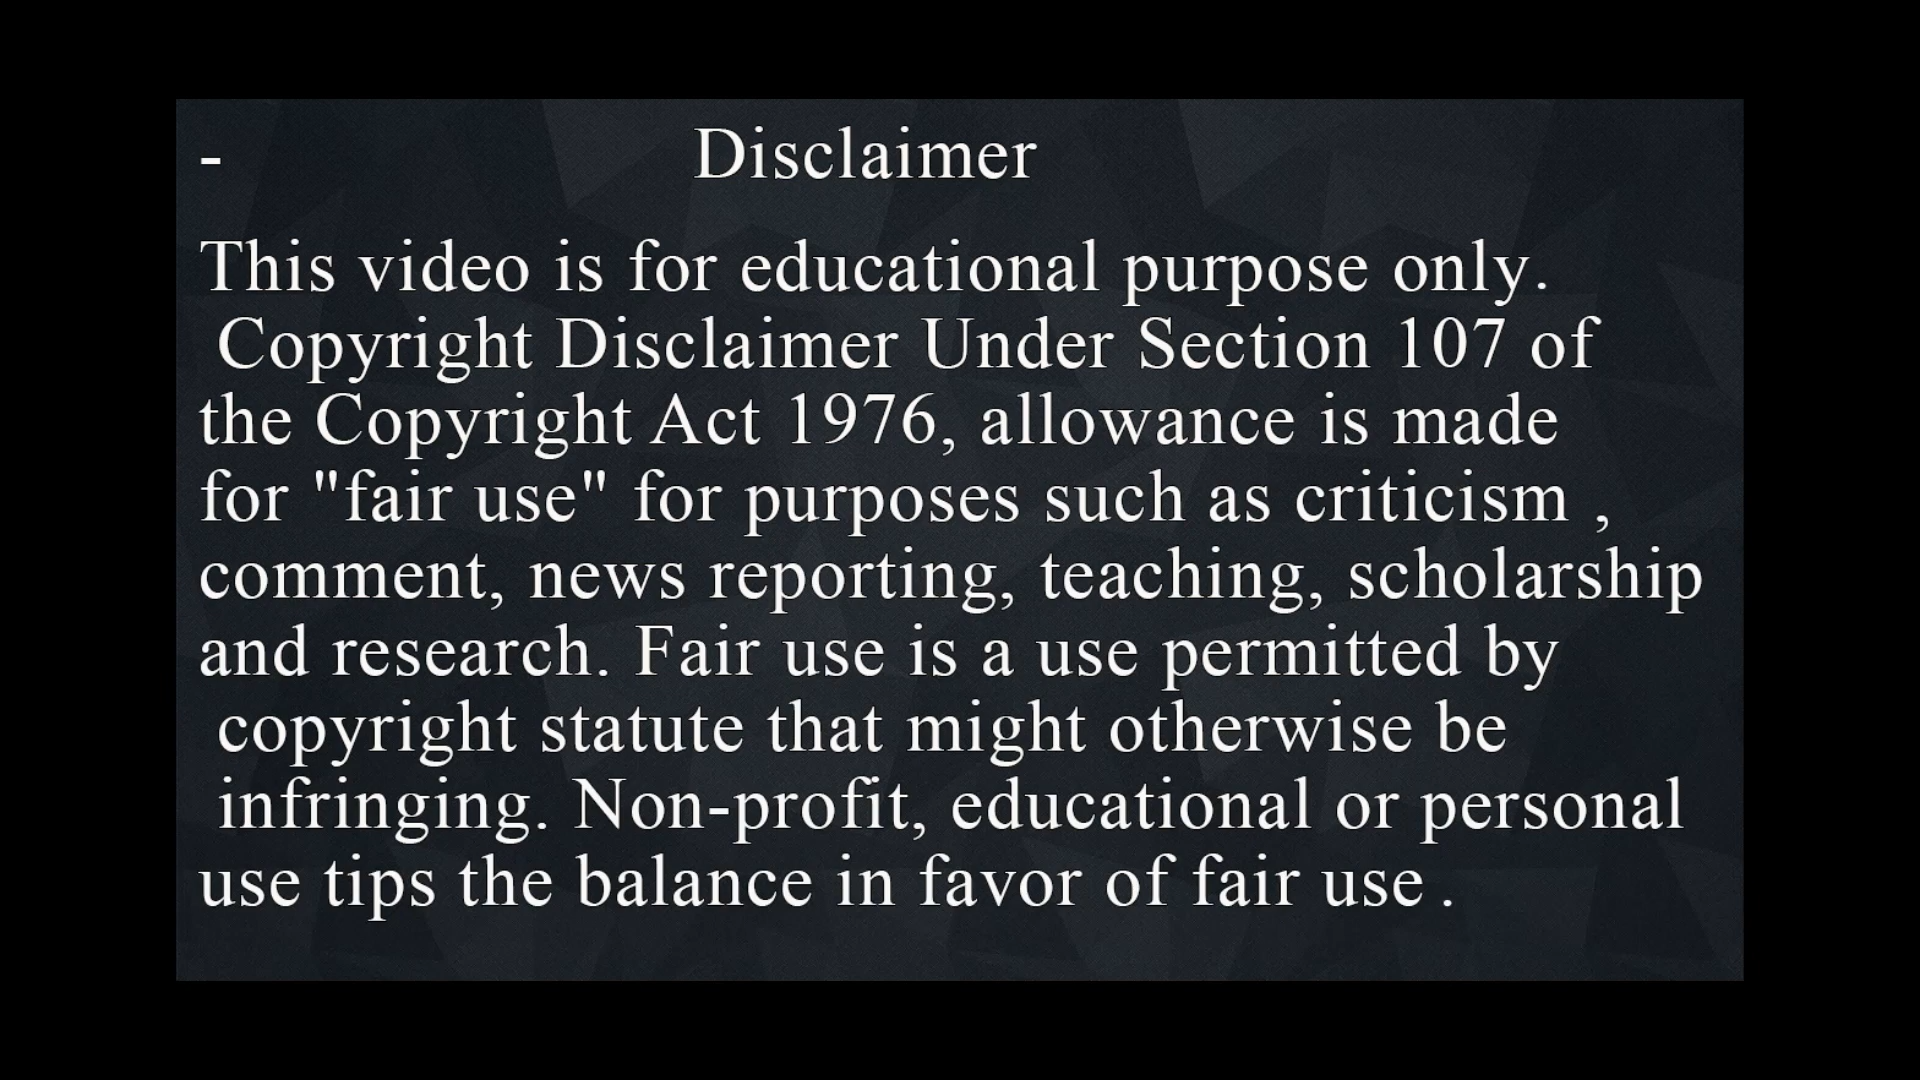 - Disclaimer
This video is for educational purpose only.
Copyright Disclaimer Under Section 107 of
the Copyright Act 1976, allowance is made
for "fair use" for purposes such as criticism ,
comment, news reporting, teaching, scholarship
and research. Fair use is a use permitted by
copyright statute that might otherwise be
infringing. Non-profit, educational or personal
use tips the balance in favor of fair use .